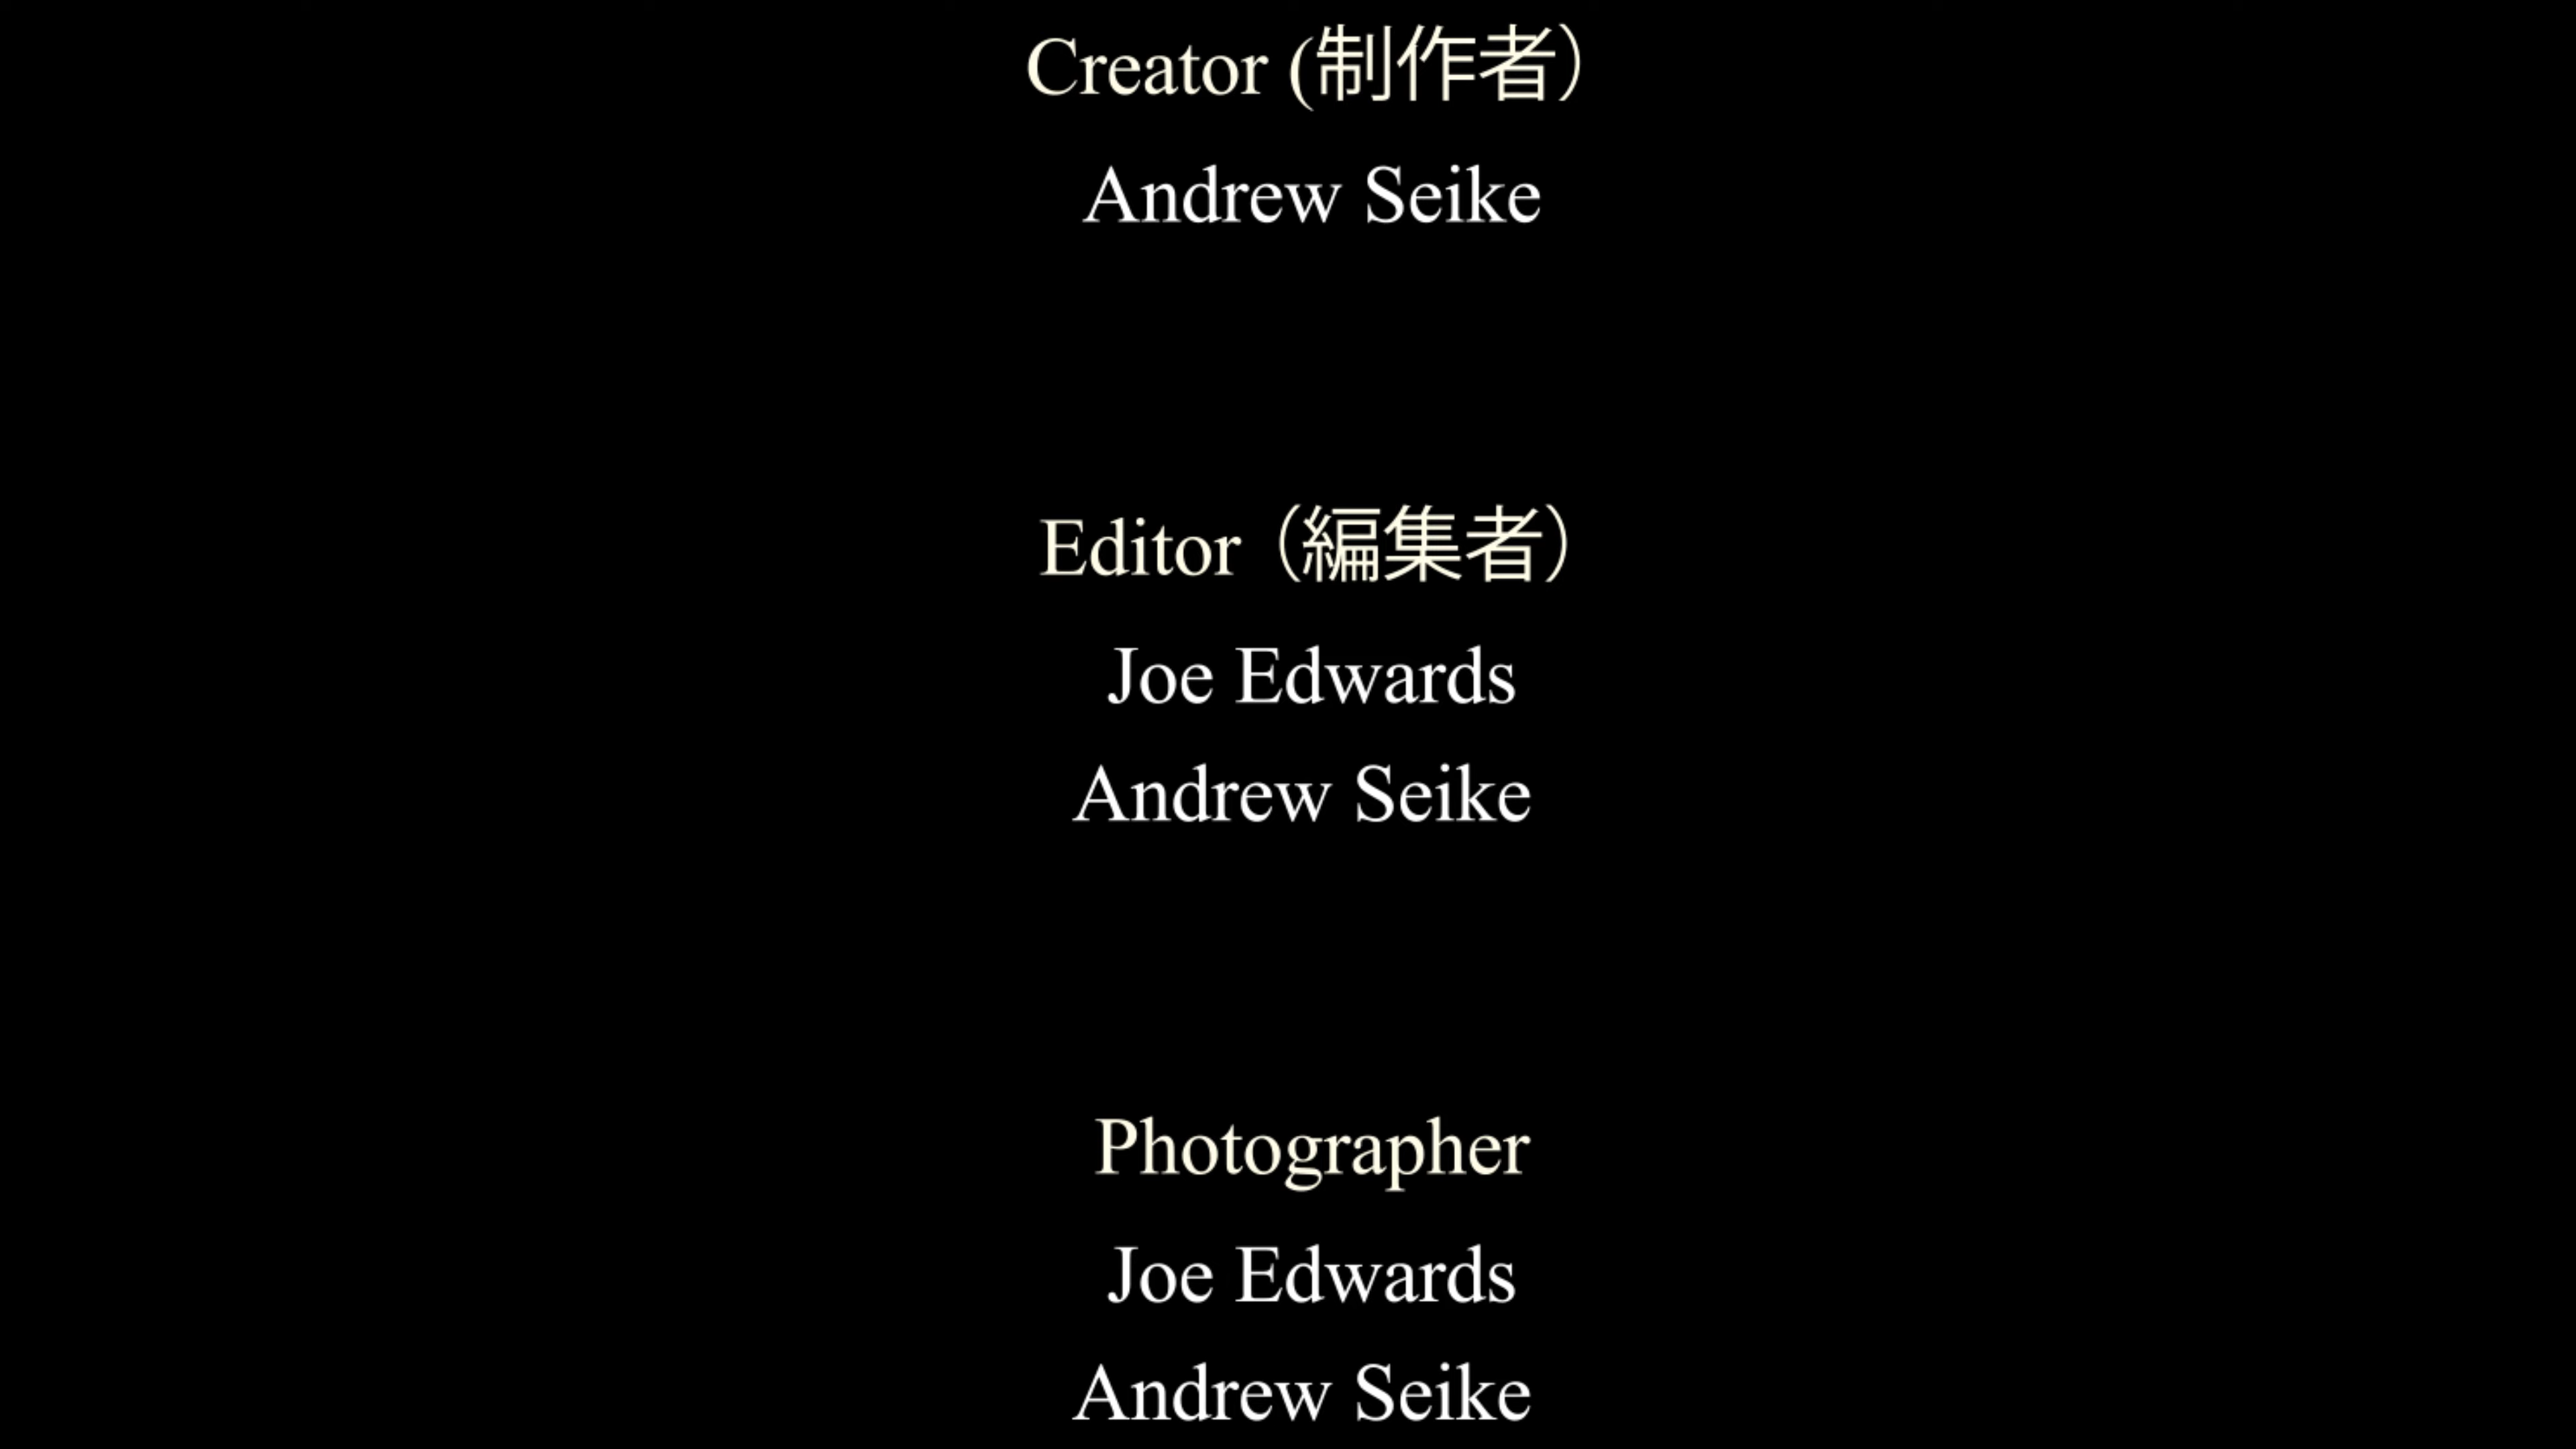 Creator (制作者）
Andrew Seike
Editor（編集者）
Joe Edwards
Andrew Seike
Photographer
Joe Edwards
Andrew Seike